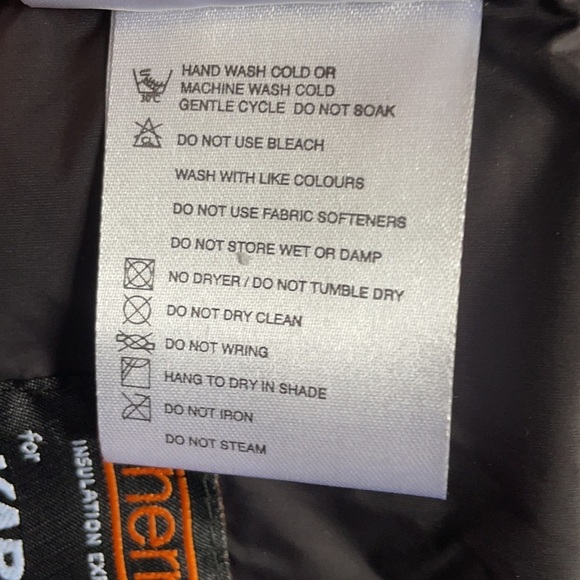 HAND WASH COLD OR
MACHINE WASH COLD
GENTLE CYCLE DO NOT SOAK
30°C
DO NOT USE BLEACH
CL
WASH WITH LIKE COLOURS
DO NOT USE FABRIC SOFTENERS
DO NOT STORE WET OR DAMP
NO DRYER / DO NOT TUMBLE DRY
DO NOT DRY CLEAN
DO NOT WRING
HANG TO DRY IN SHADE
DO NOT IRON
DO NOT STEAM
for
INSULATION